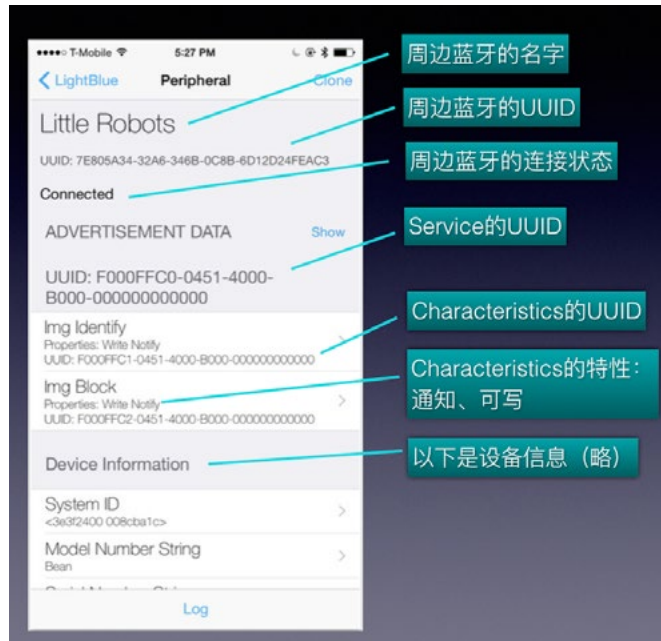 T-Mobile
5:27 PM
LightBlue
Peripheral
Clone
Little Robots
UUID: 7E805A34-32A6-346B-0C8B-6D12D24FEAC3
Connected
ADVERTISEMENT DATA
Show
UUID: F000FFC0-0451-4000-
B000-000000000000
Img Identify
Properties: Write Notify
UUID: F000FFC1-0451-4000-B000-000000000000
Img Block
Properties: Write Notify
UUID: F000FFC2-0451-4000-B000-000000000000
Device Information
System ID
<3e3f2400 008cba1c>
Model Number String
Bean
Log
周边蓝牙的名字
周边蓝牙的UUID
周边蓝牙的连接状态
Service的UUID
Characteristics的UUID
Characteristics的特性：
通知、可写
以下是设备信息（略）